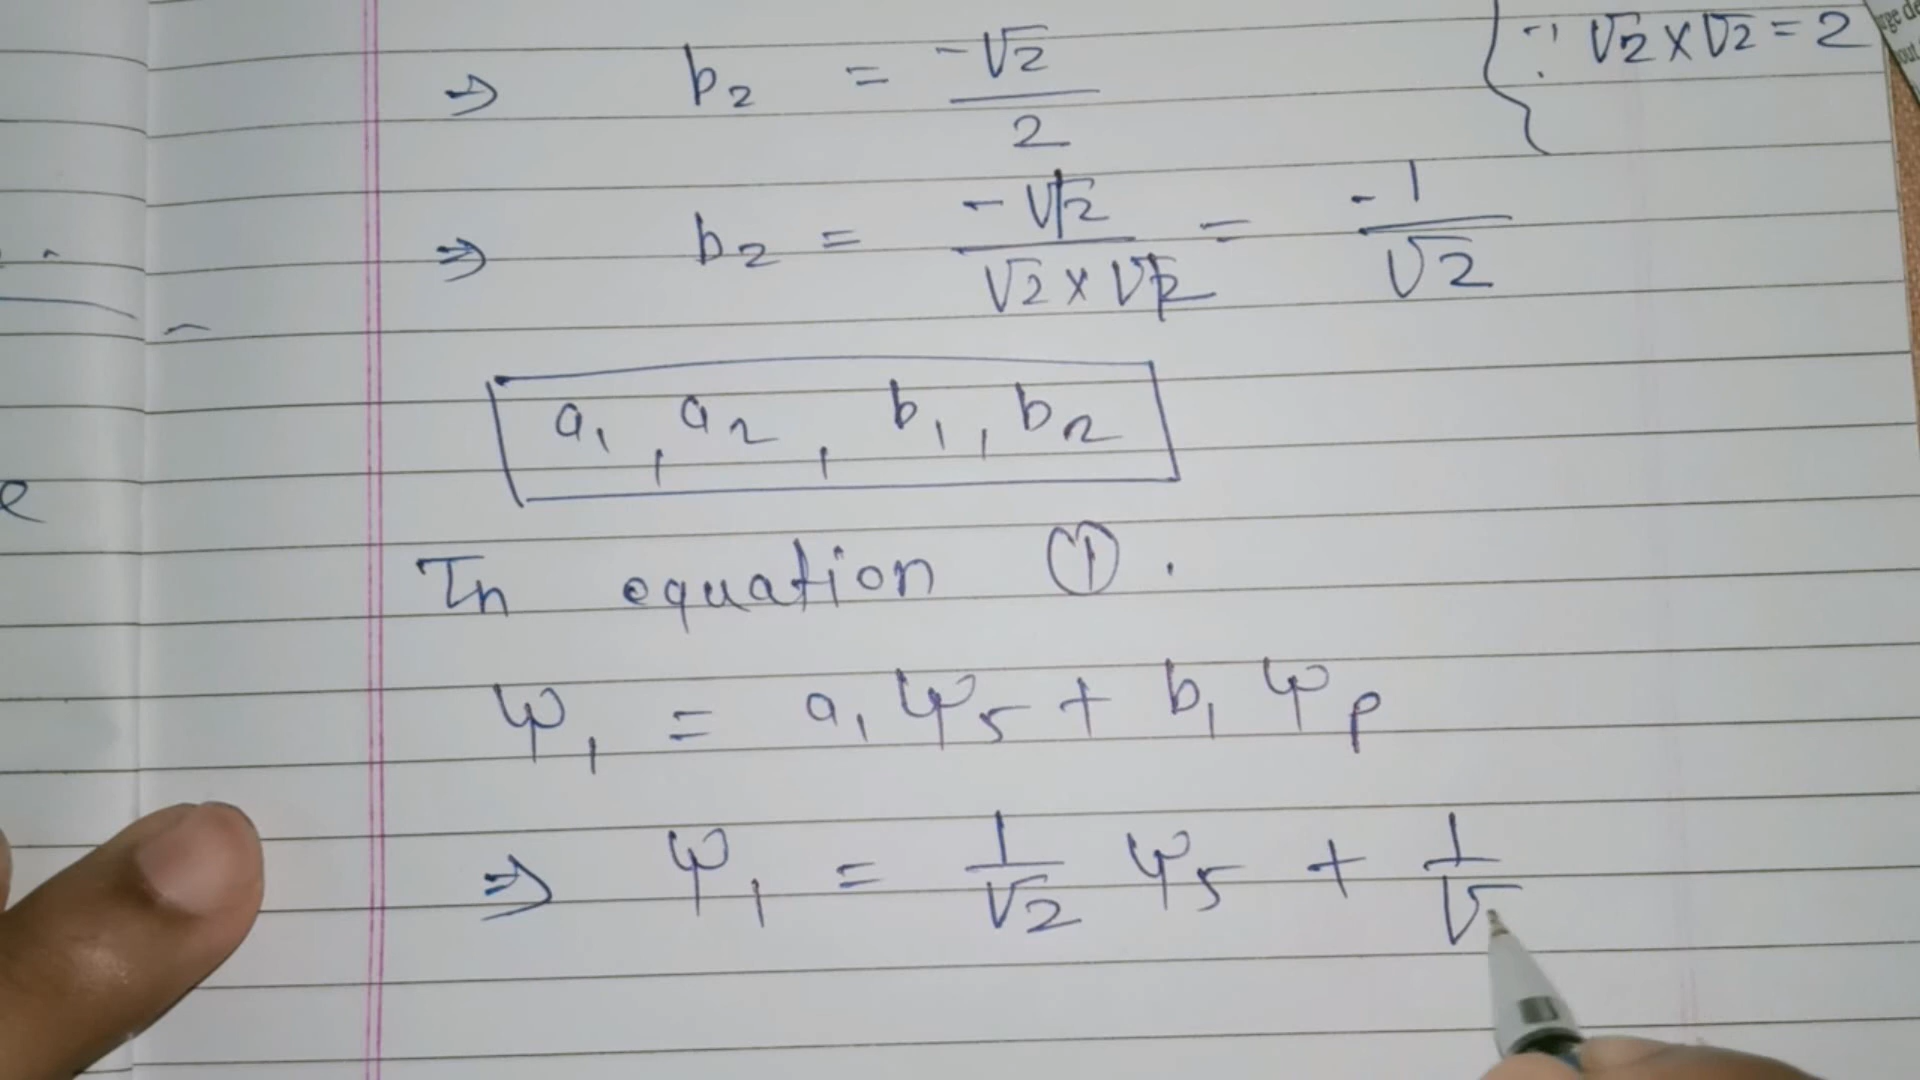 ∵ √2 × √2 = 2
⇒ b₂ = -√2 / 2
⇒ b₂ = -√2 / √2 × √2 = -1 / √2
a₁, a₂, b₁, b₂
In equation ①.
ψ₁ = a₁ ψs + b₁ ψp
⇒ ψ₁ = 1/√2 ψs + 1/√